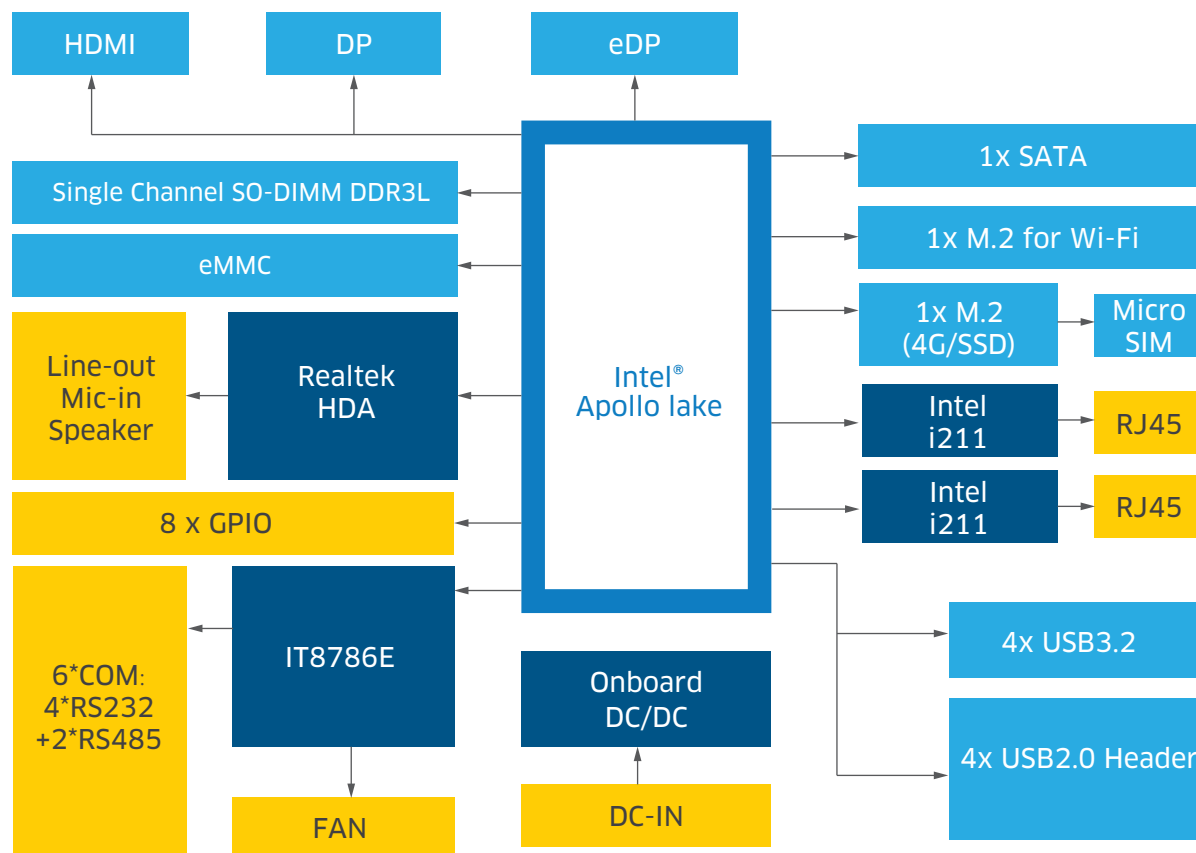 HDMI
DP
eDP
1x SATA
Single Channel SO-DIMM DDR3L
1x M.2 for Wi-Fi
eMMC
1x M.2
(4G/SSD)
Micro
SIM
Line-out
Mic-in
Speaker
Realtek
HDA
Intel®
Apollo lake
Intel
i211
RJ45
8 x GPIO
Intel
i211
RJ45
6*COM:
4*RS232
+2*RS485
IT8786E
Onboard
DC/DC
4x USB3.2
4x USB2.0 Header
FAN
DC-IN